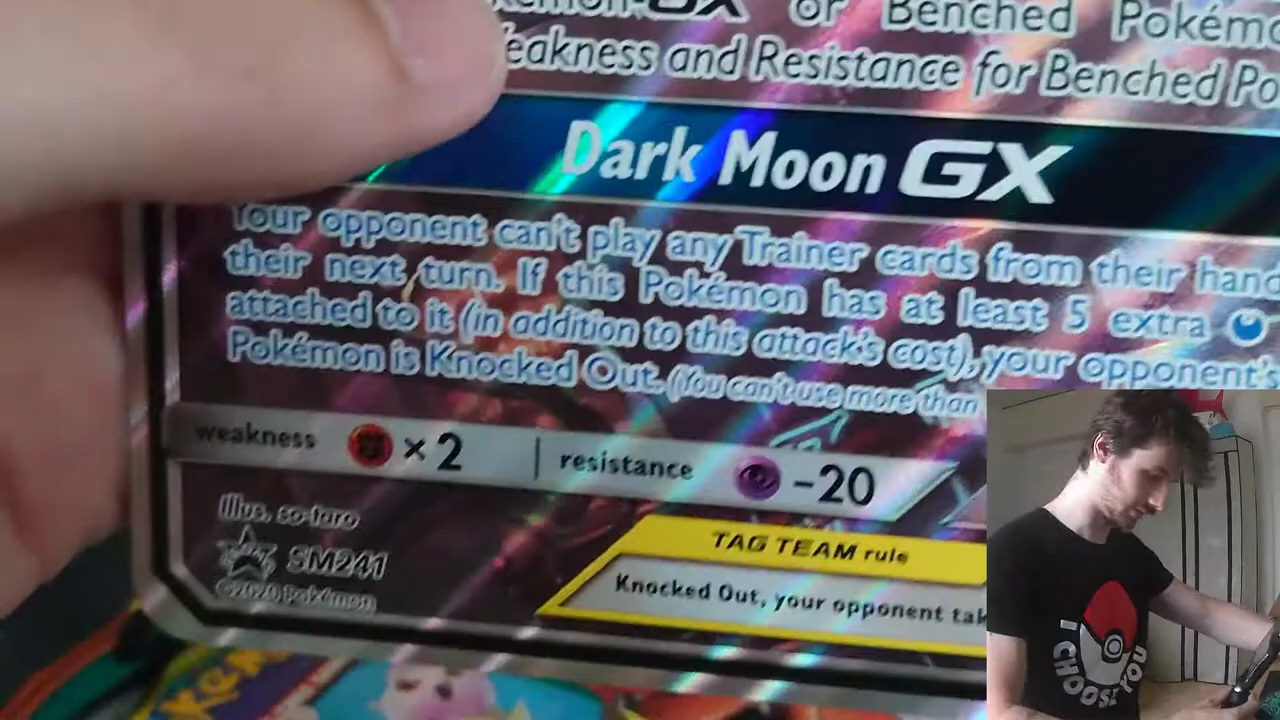 Pokémon-GX or Benched Pokémo
eakness and Resistance for Benched Po
Dark Moon GX
Your opponent can't play any Trainer cards from their hand
their next turn. If this Pokémon has at least 5 extra
attached to it (in addition to this attack's cost), your opponent's
Pokémon is Knocked Out. (You can't use more than
weakness ×2 | resistance -20
Illus. so-taro
SM241
©2020 Pokémon
TAG TEAM rule
Knocked Out, your opponent tak
Pokém
I CHOOSE YOU